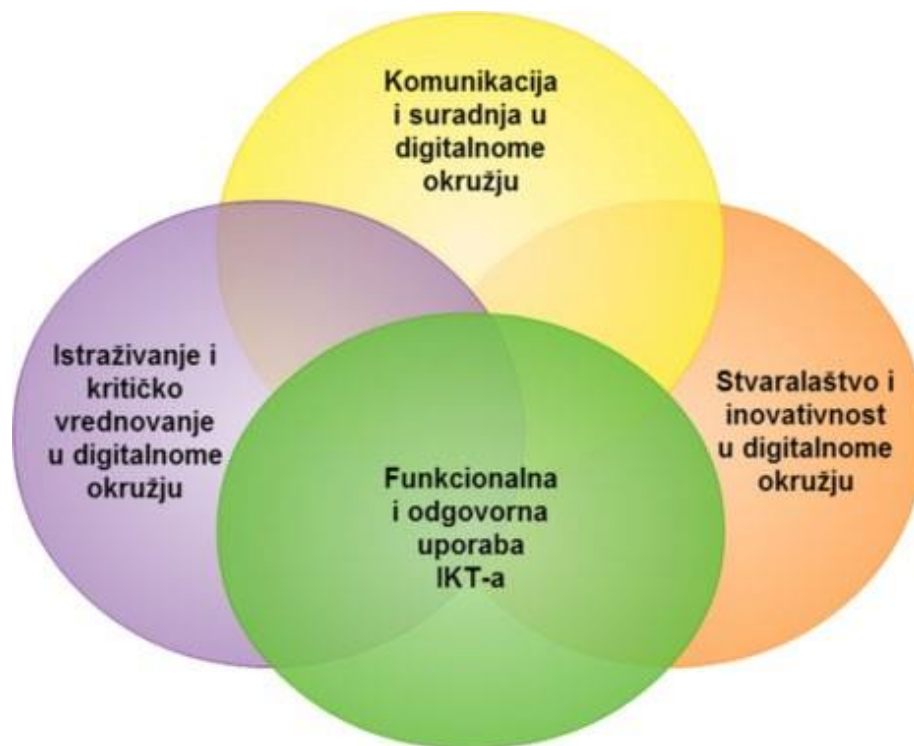 Komunikacija
i suradnja u
digitalnome
okružju
Istraživanje i
kritičko
vrednovanje
u digitalnome
okružju
Stvaralaštvo i
inovativnost
u digitalnome
okružju
Funkcionalna
i odgovorna
uporaba
IKT-a